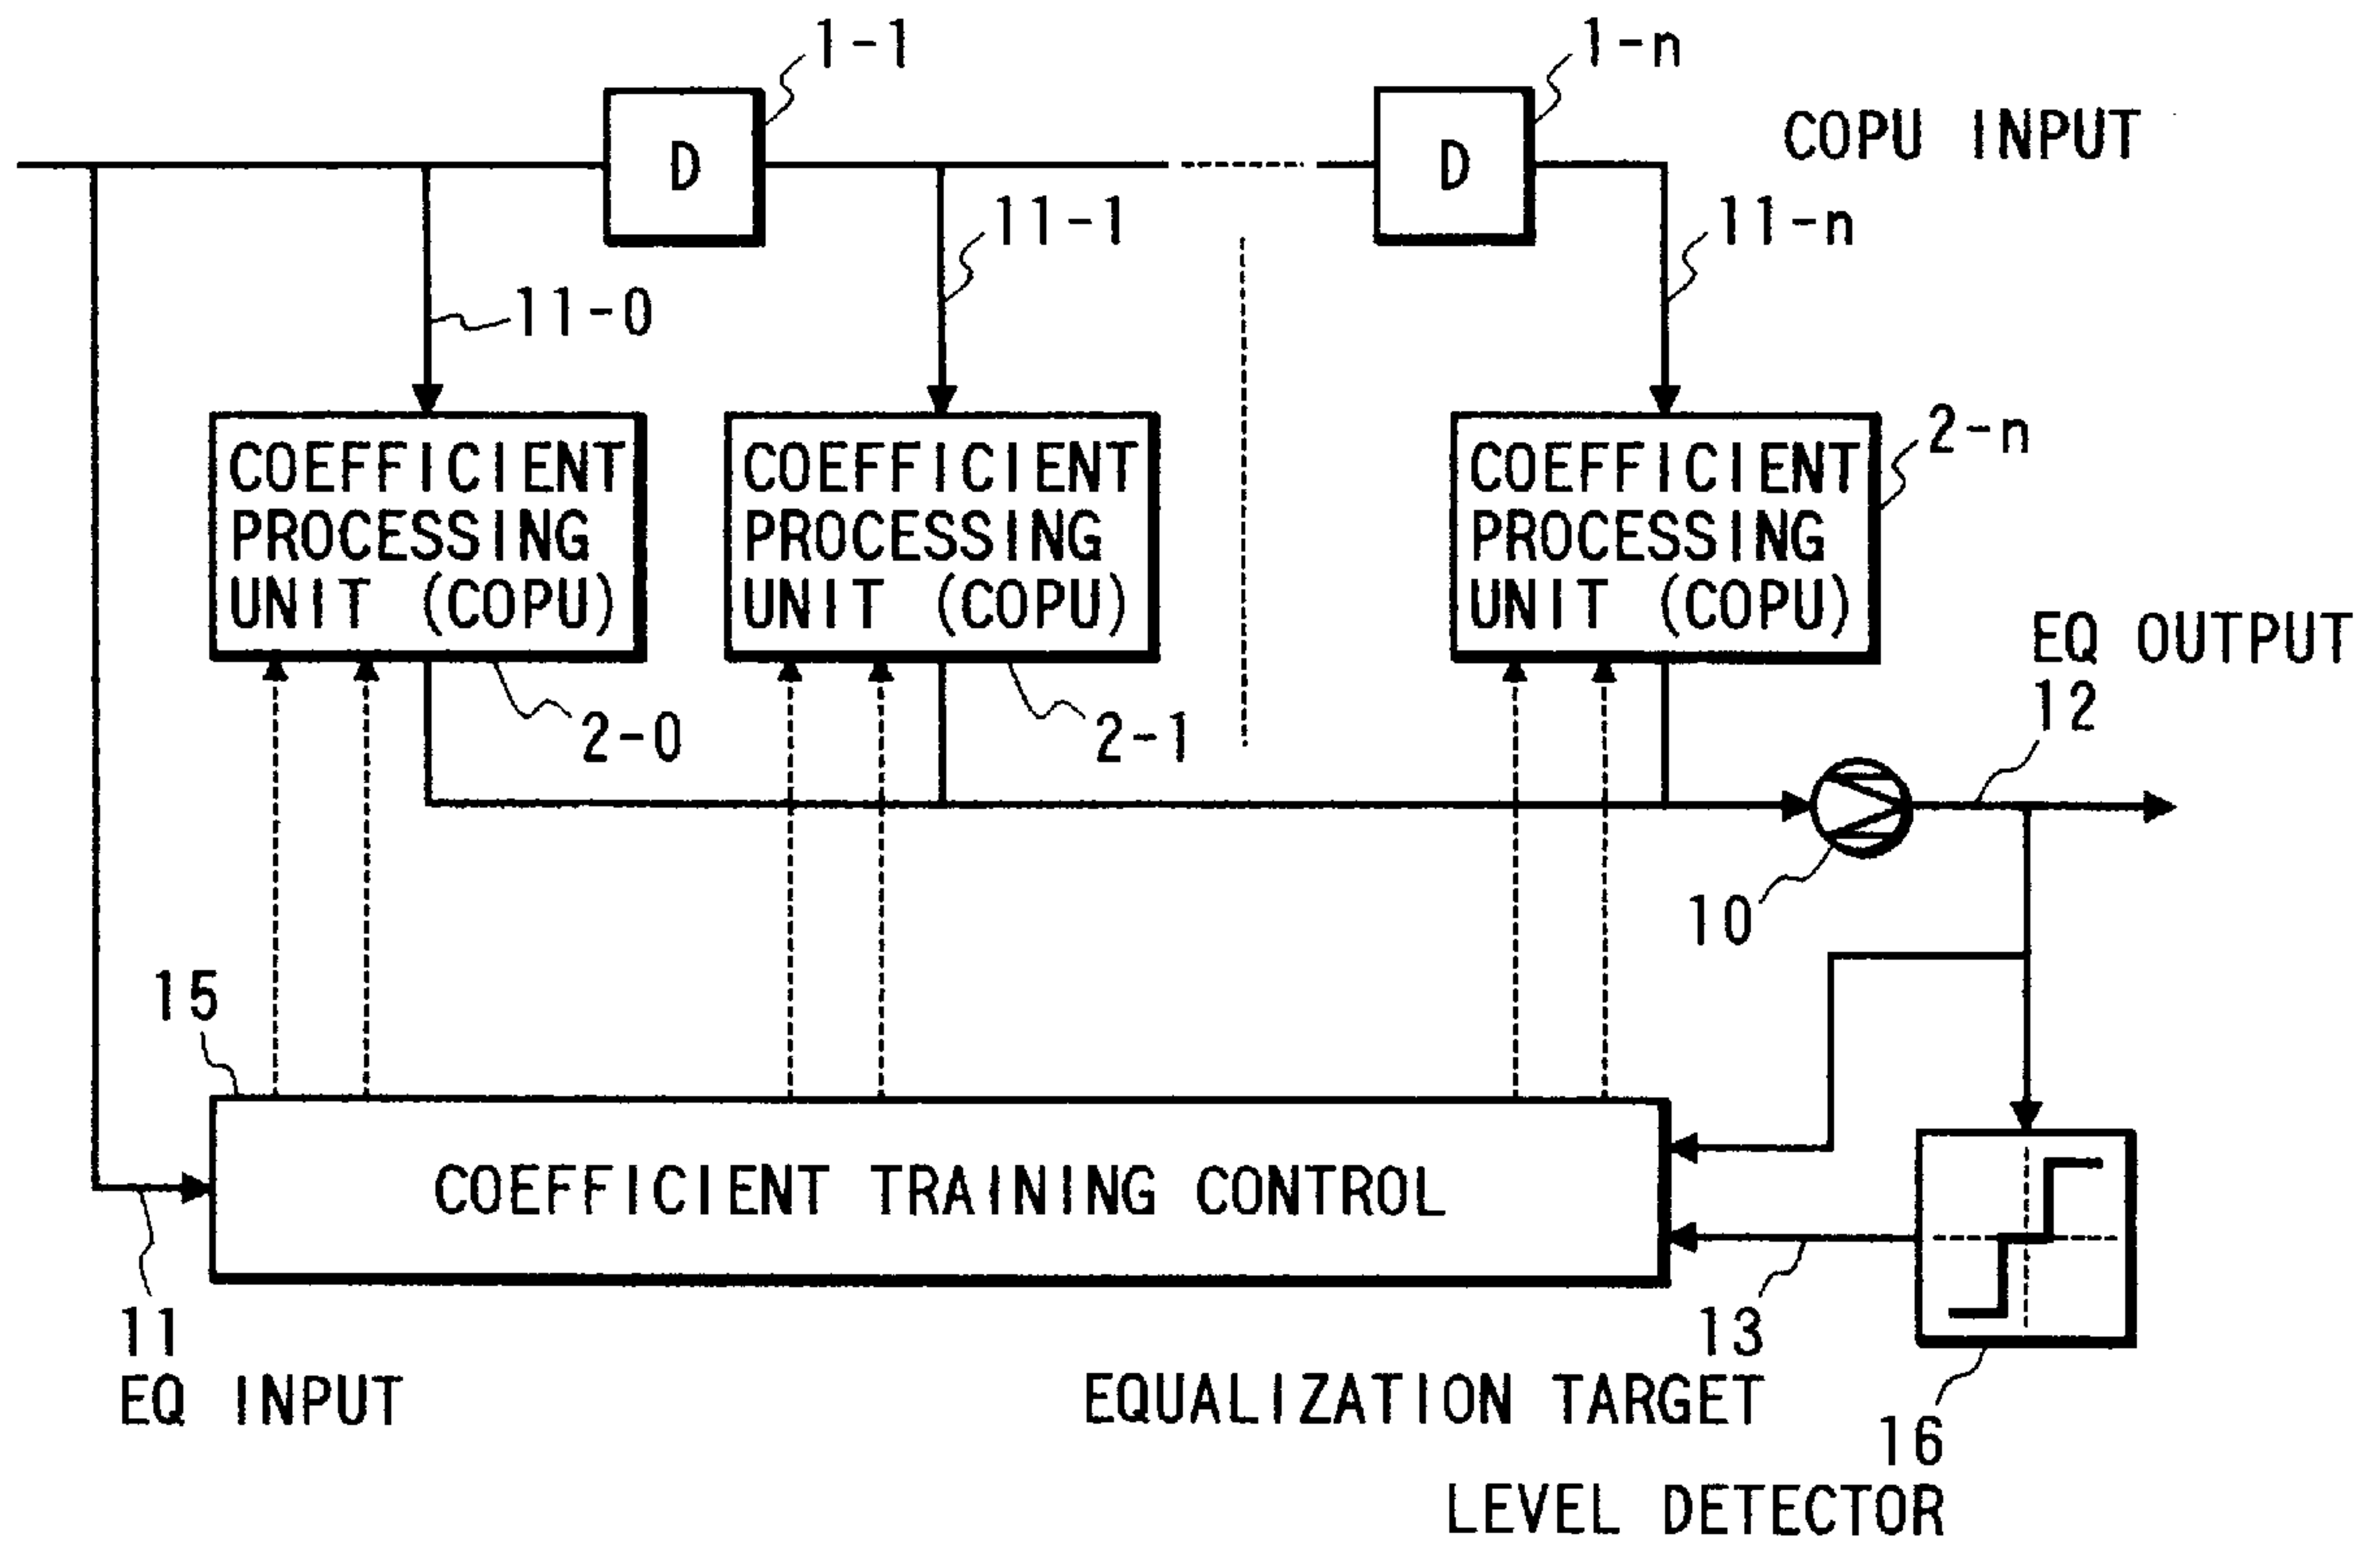 1-1
1-n
COPU INPUT
D
D
11-1
11-n
11-0
COEFFICIENT
PROCESSING
UNIT (COPU)
COEFFICIENT
PROCESSING
UNIT (COPU)
COEFFICIENT
PROCESSING
UNIT (COPU)
2-n
EQ OUTPUT
12
2-0
2-1
10
15
COEFFICIENT TRAINING CONTROL
11
EQ INPUT
13
EQUALIZATION TARGET
16
LEVEL DETECTOR